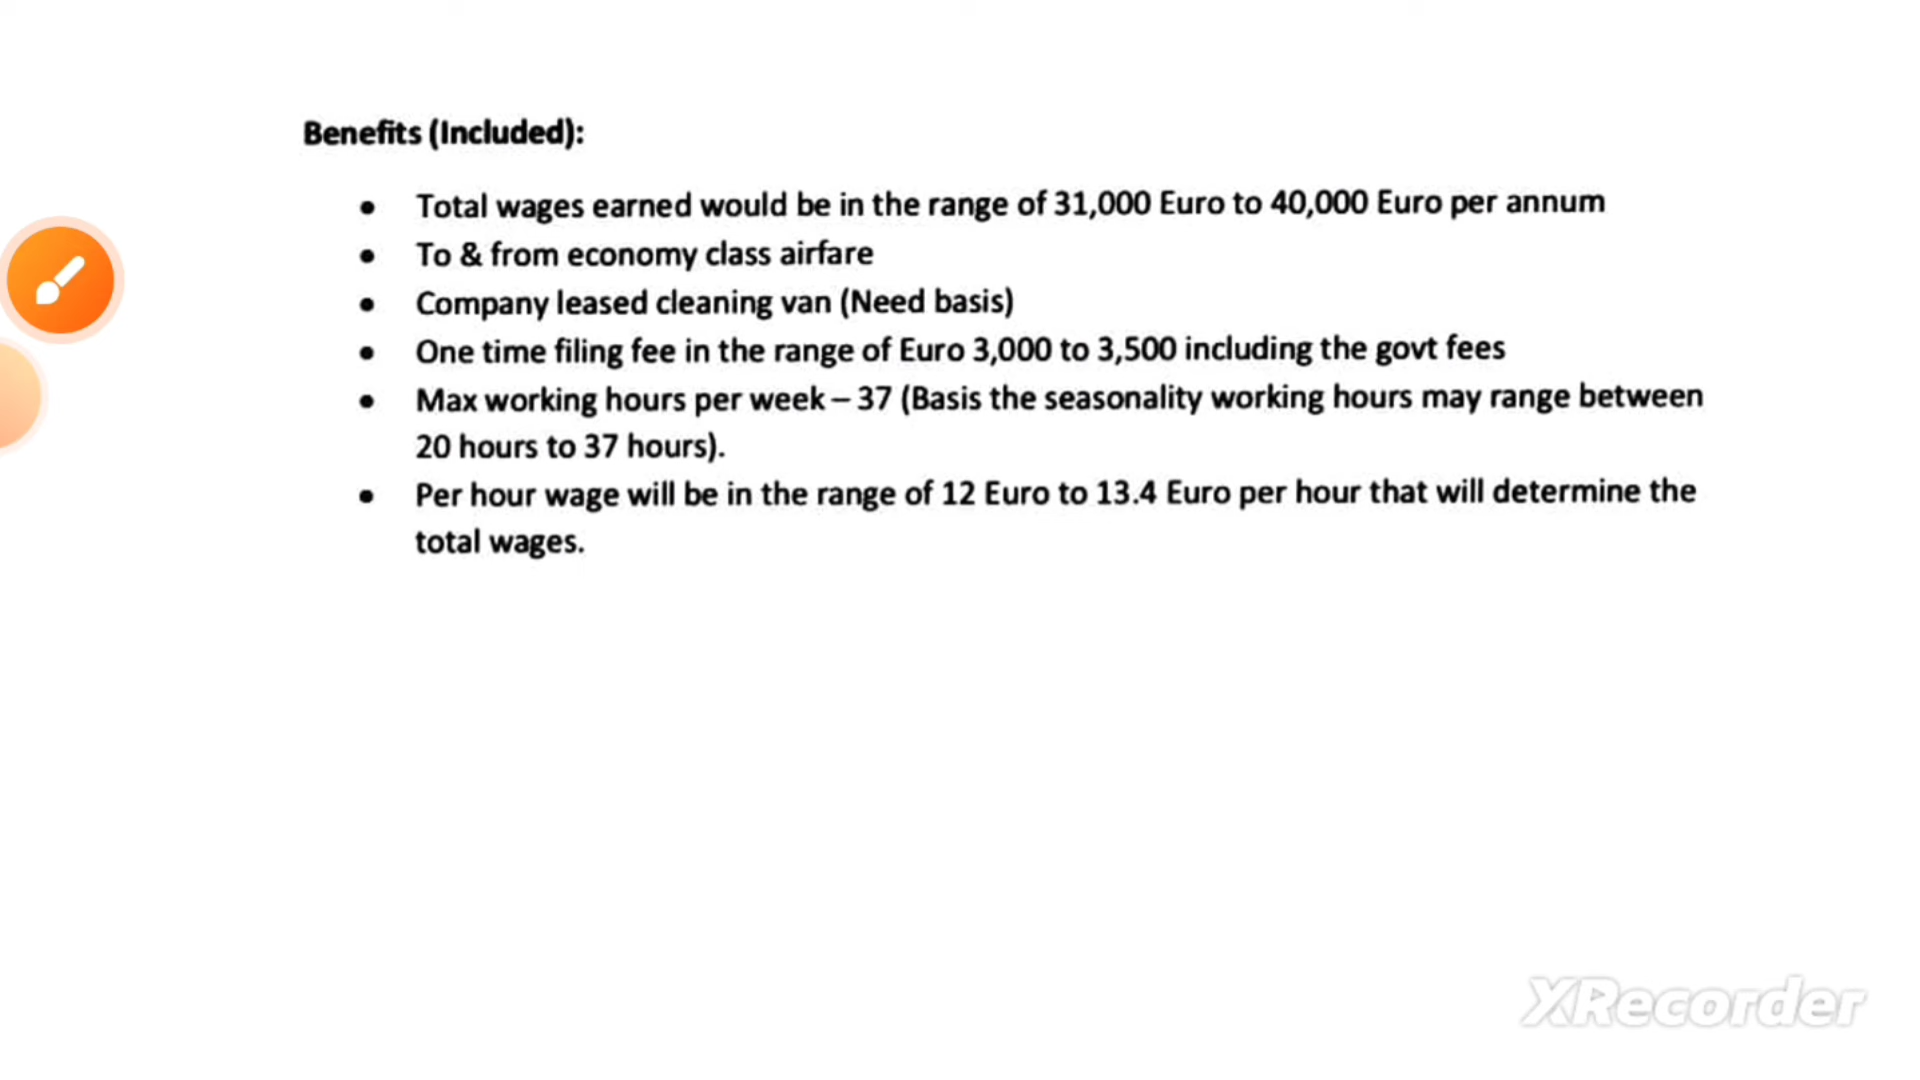 Benefits (Included):
• Total wages earned would be in the range of 31,000 Euro to 40,000 Euro per annum
• To & from economy class airfare
• Company leased cleaning van (Need basis)
• One time filing fee in the range of Euro 3,000 to 3,500 including the govt fees
• Max working hours per week – 37 (Basis the seasonality working hours may range between
20 hours to 37 hours).
• Per hour wage will be in the range of 12 Euro to 13.4 Euro per hour that will determine the
total wages.
XRecorder